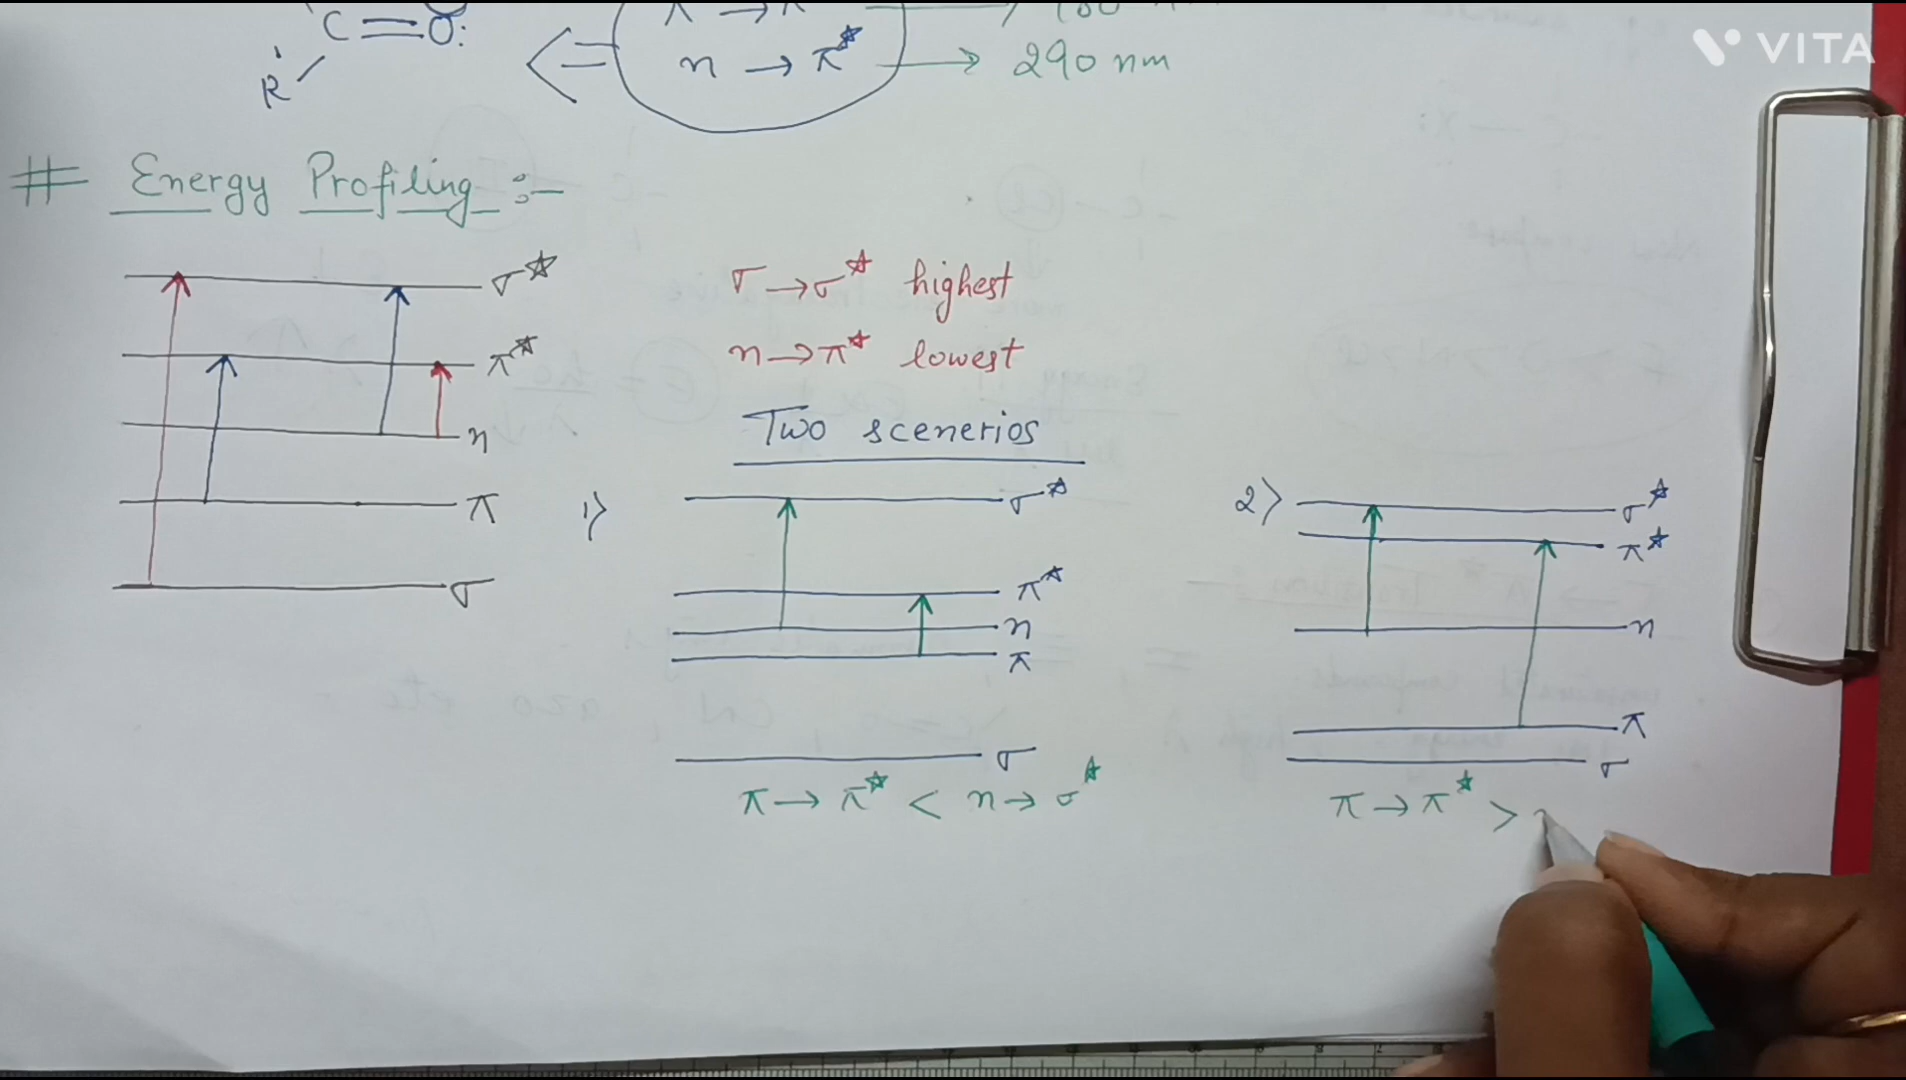 C=O:
R
n → π*
→ 290 nm
VITA
# Energy Profiling :-
σ*
π*
n
π
σ
σ → σ* highest
n → π* lowest
Two scenerios
1)
σ*
π*
n
π
σ
π → π* < n → σ*
2)
σ*
π*
n
π
σ
π → π* >